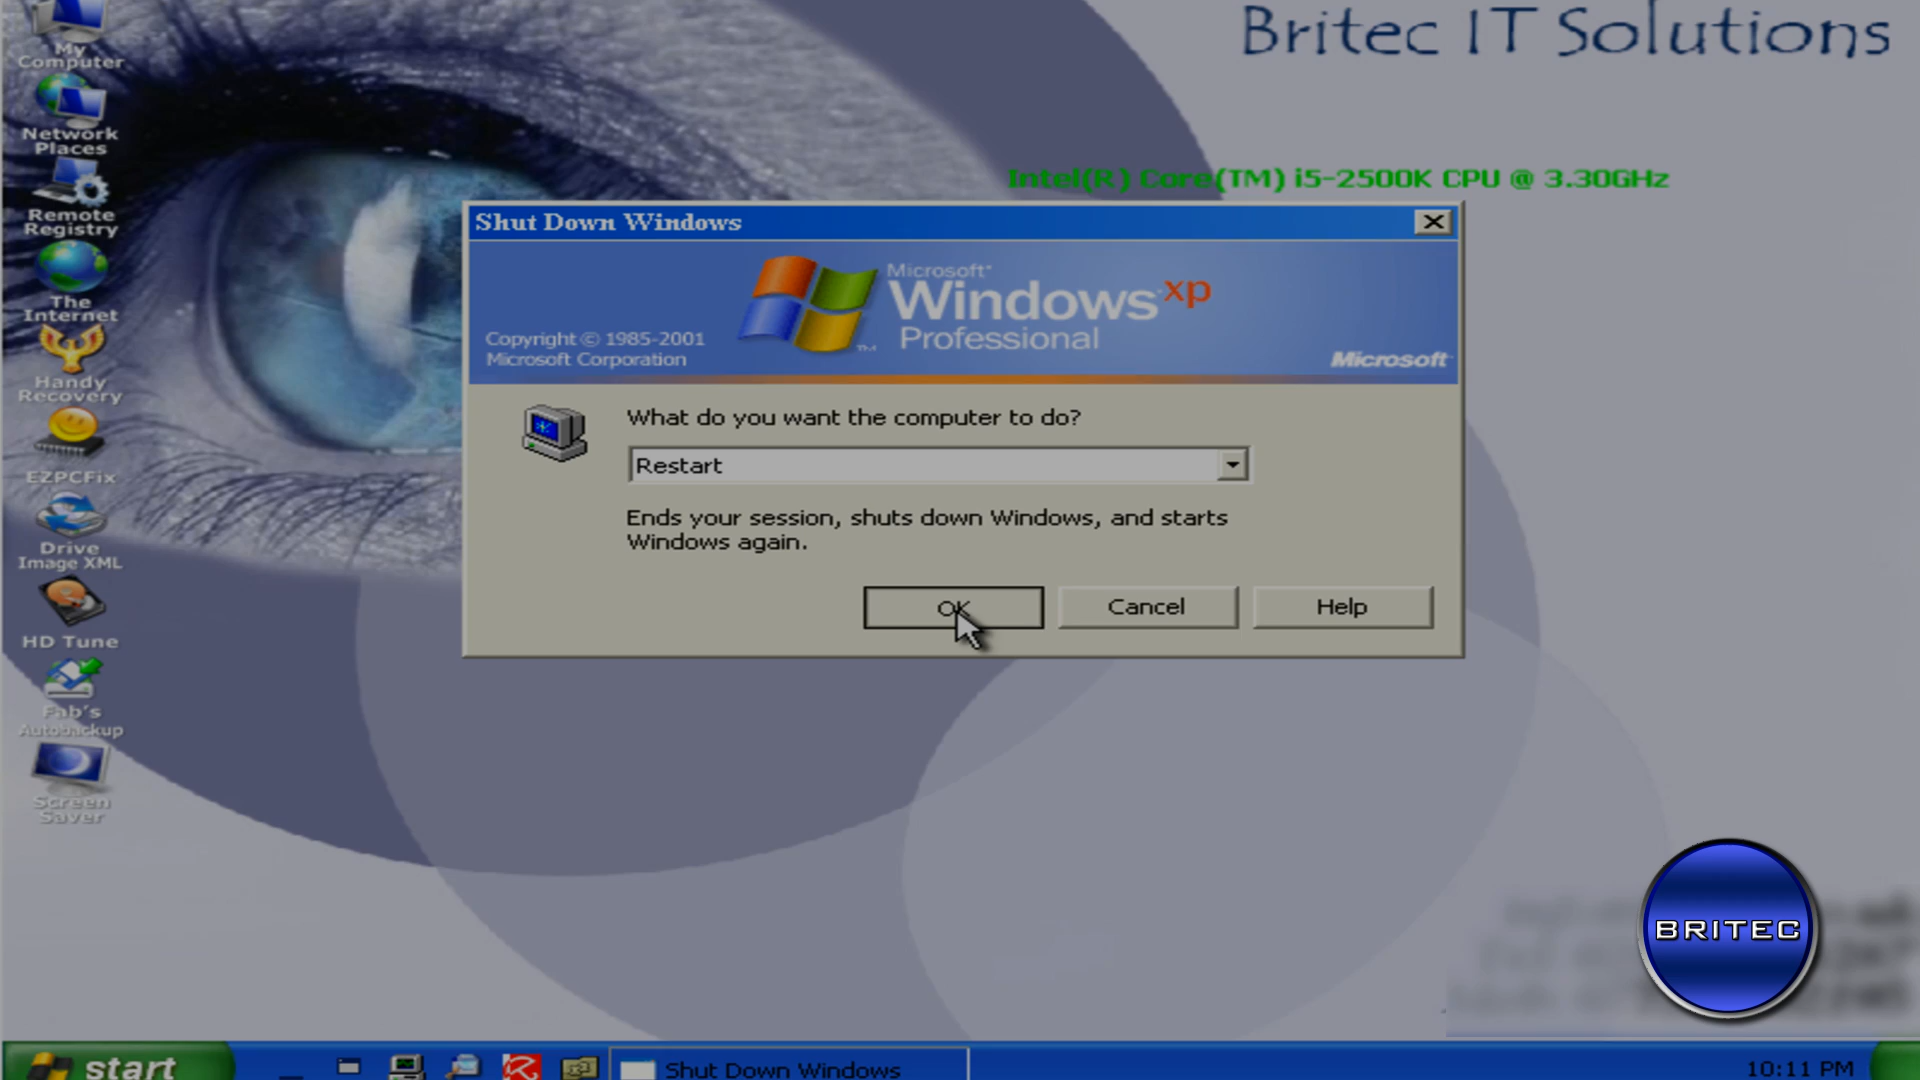 Britec IT Solutions
My
Computer
Network
Places
Remote
Registry
The
Internet
Handy
Recovery
EZPCFix
Drive
Image XML
HD Tune
Fab's
Autobackup
Screen
Saver
Intel(R) Core(TM) i5-2500K CPU @ 3.30GHz
Shut Down Windows
Microsoft®
Windows xp
Professional
TM
Copyright © 1985-2001
Microsoft Corporation
Microsoft
What do you want the computer to do?
Restart
Ends your session, shuts down Windows, and starts
Windows again.
OK
Cancel
Help
BRITEC
start
Shut Down Windows
10:11 PM